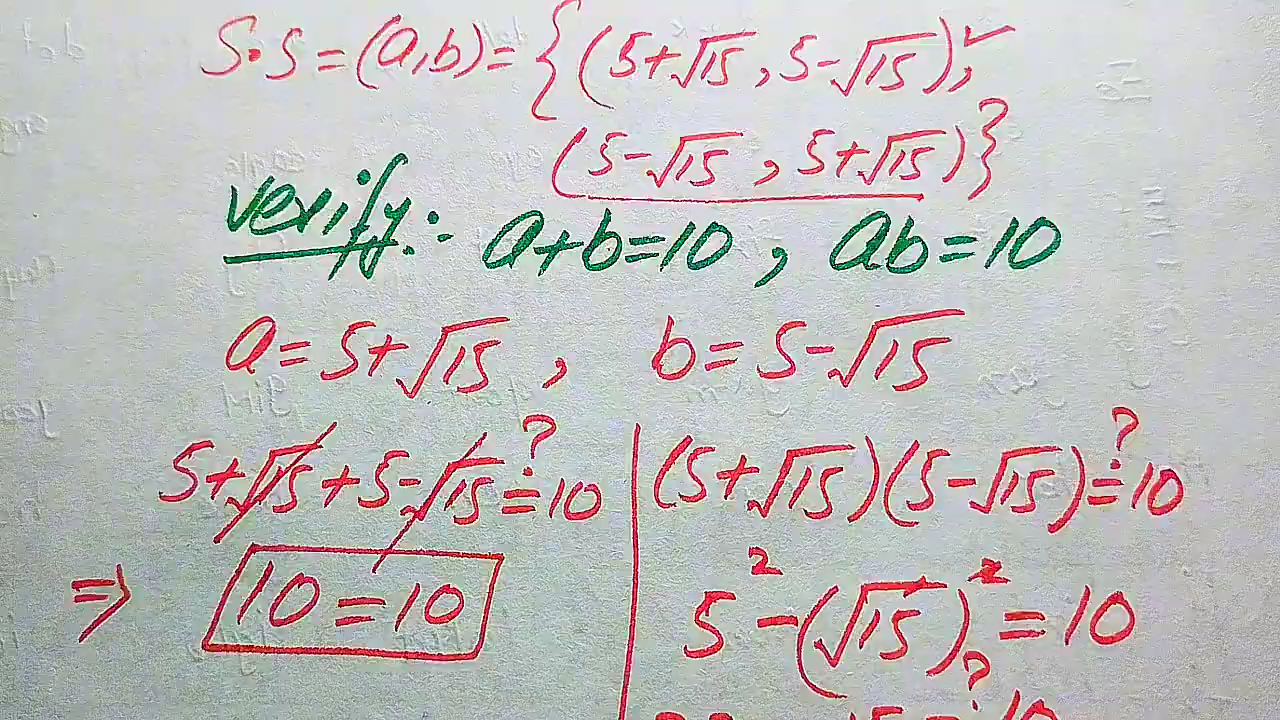 S.S = (a,b) = {(5+√15, 5-√15)✓,
(5-√15, 5+√15)}
verify:- a+b=10, ab=10
a=5+√15, b=5-√15
5+√15+5-√15 ≟ 10
(5+√15)(5-√15) ≟ 10
⇒ 10=10
5²-(√15)² ≟ 10